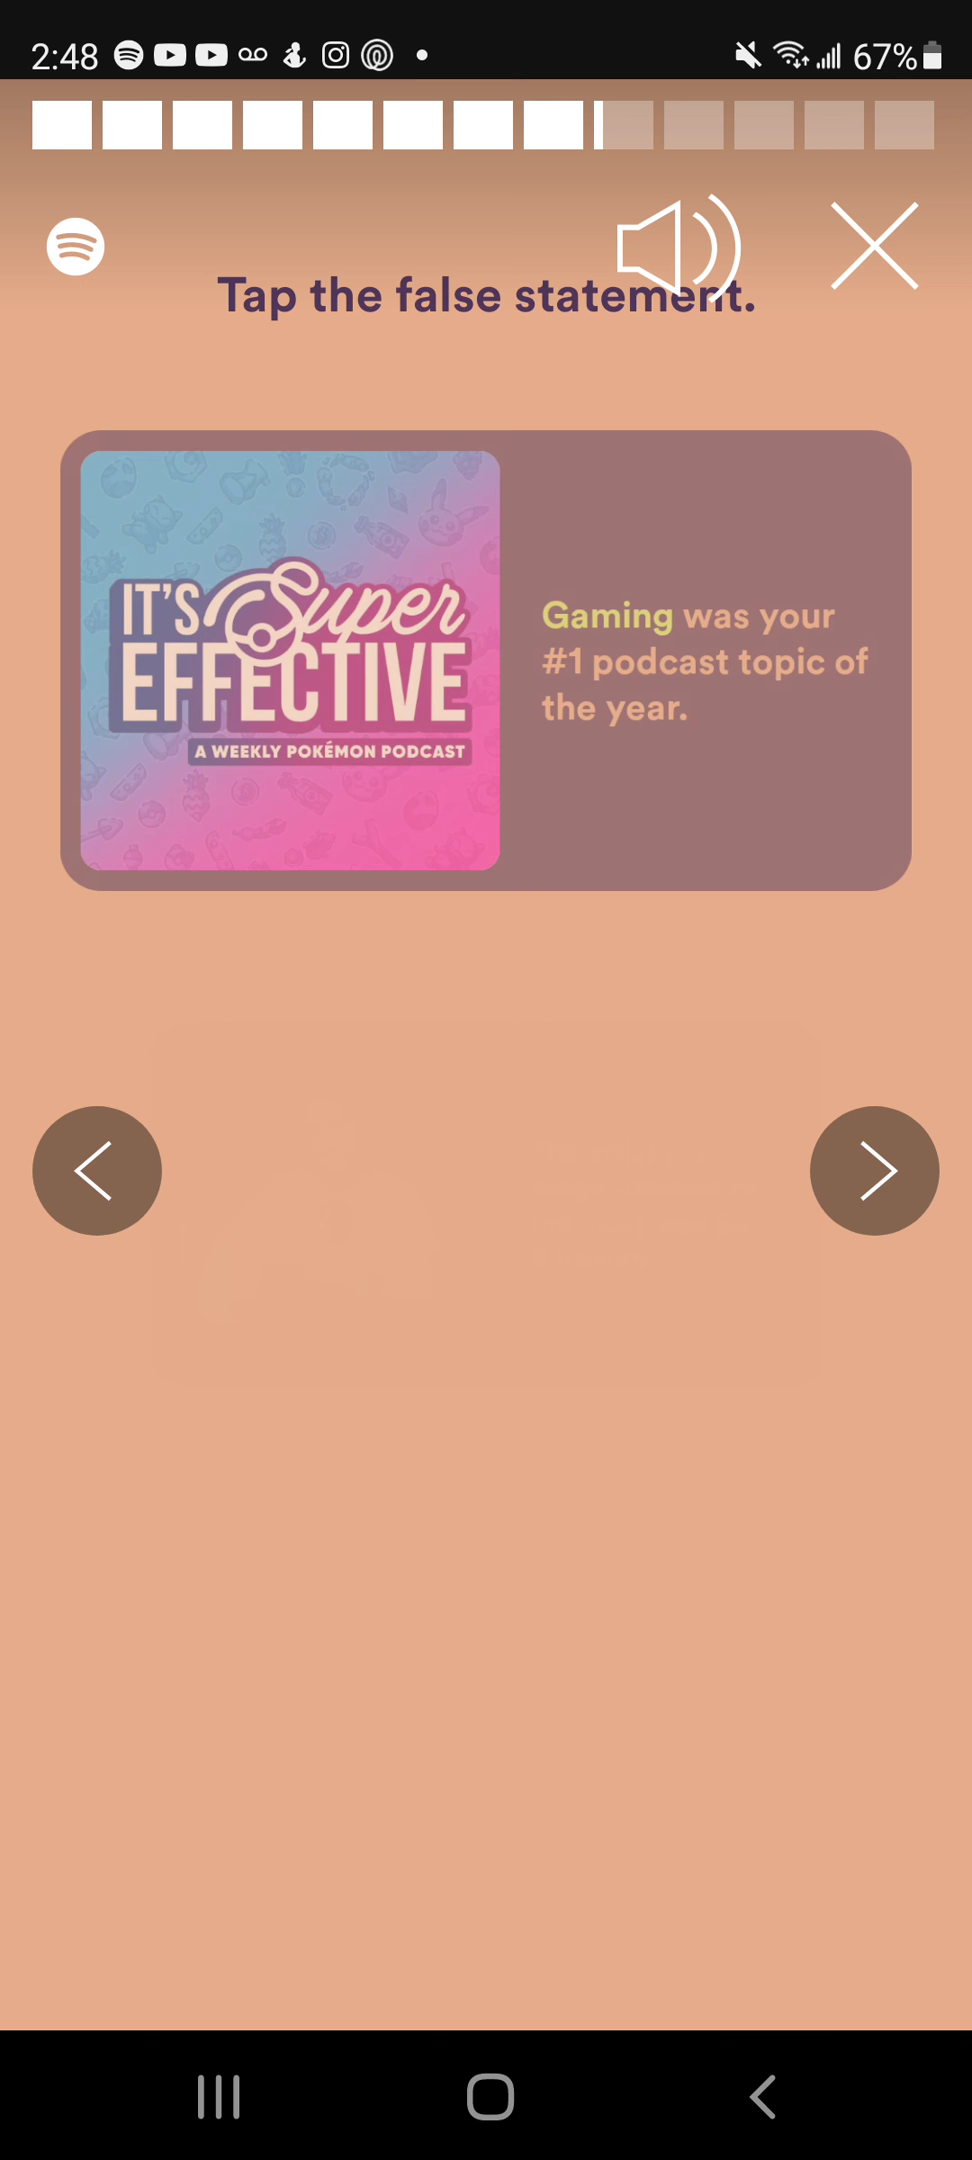 2:48
67%
Tap the false statement.
IT'S Super
EFFECTIVE
A WEEKLY POKÉMON PODCAST
Gaming was your
#1 podcast topic of
the year.